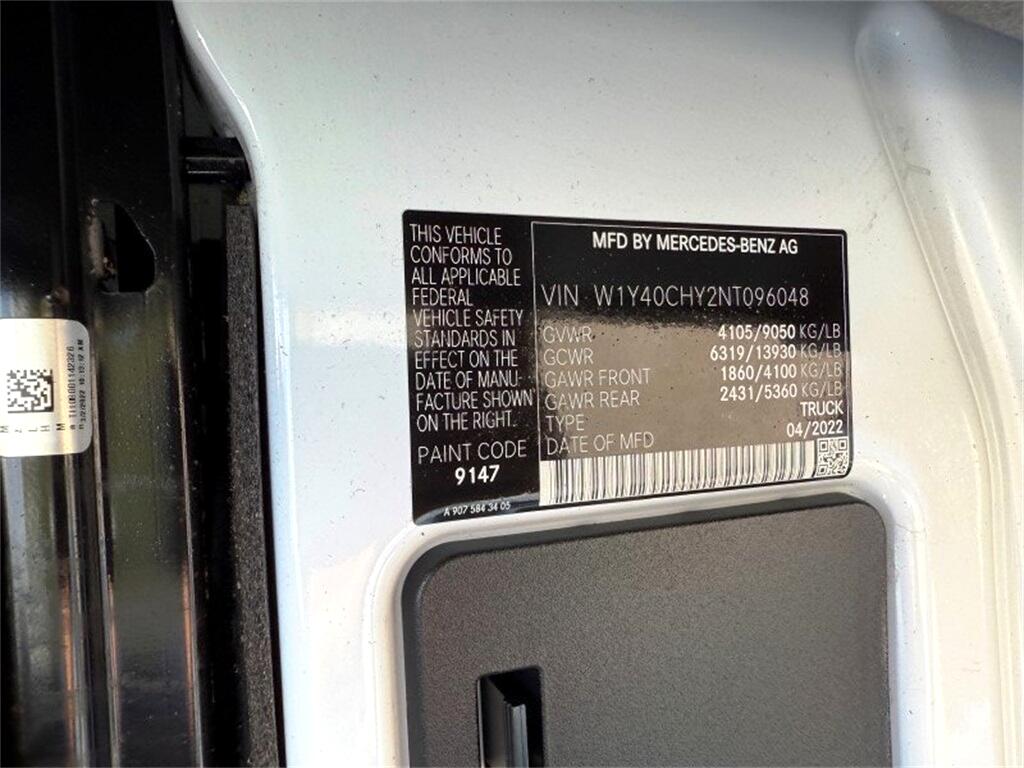 THIS VEHICLE
CONFORMS TO
ALL APPLICABLE
FEDERAL
VEHICLE SAFETY
STANDARDS IN
EFFECT ON THE
DATE OF MANU-
FACTURE SHOWN
ON THE RIGHT.
PAINT CODE
9147
A 907 584 34 05
MFD BY MERCEDES-BENZ AG
VIN W1Y40CHY2NT096048
GVWR 4105/9050 KG/LB
GCWR 6319/13930 KG/LB
GAWR FRONT 1860/4100 KG/LB
GAWR REAR 2431/5360 KG/LB
TYPE TRUCK
DATE OF MFD 04/2022